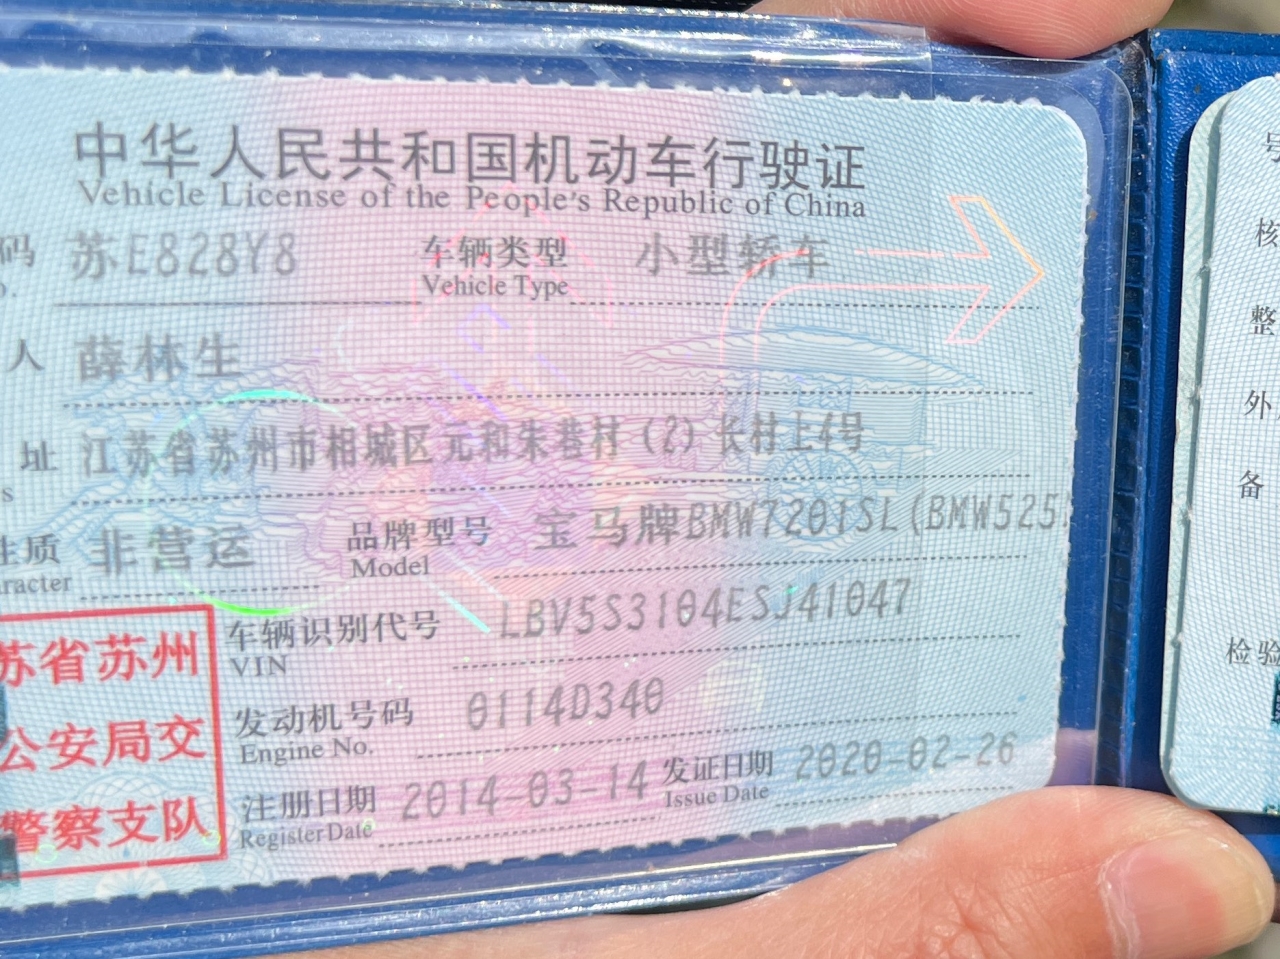 中华人民共和国机动车行驶证
Vehicle License of the People's Republic of China
码 苏E828Y8 车辆类型 小型轿车
o. Vehicle Type
人 薛林生
址 江苏省苏州市相城区元和朱巷村(2)长村上4号
s
性质 非营运 品牌型号 宝马牌BMW7201SL(BMW525
aracter Model
车辆识别代号 LBV5S3104ESJ41047
VIN
发动机号码 0114D340
Engine No.
注册日期 2014-03-14 发证日期 2020-02-26
Register Date Issue Date
苏省苏州
公安局交
警察支队
号
核
整
外
备
检验